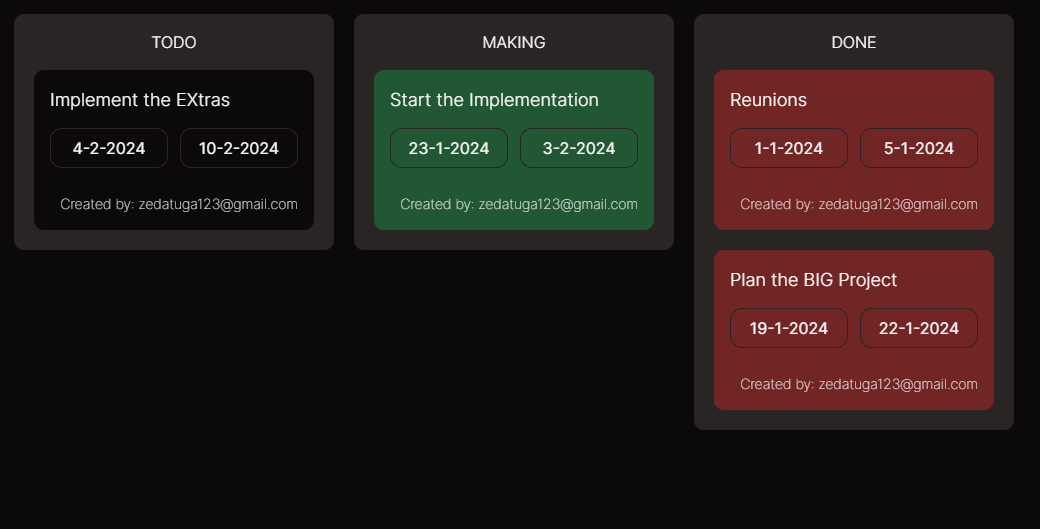 TODO
Implement the EXtras
4-2-2024 10-2-2024
Created by: zedatuga123@gmail.com
MAKING
Start the Implementation
23-1-2024 3-2-2024
Created by: zedatuga123@gmail.com
DONE
Reunions
1-1-2024 5-1-2024
Created by: zedatuga123@gmail.com
Plan the BIG Project
19-1-2024 22-1-2024
Created by: zedatuga123@gmail.com